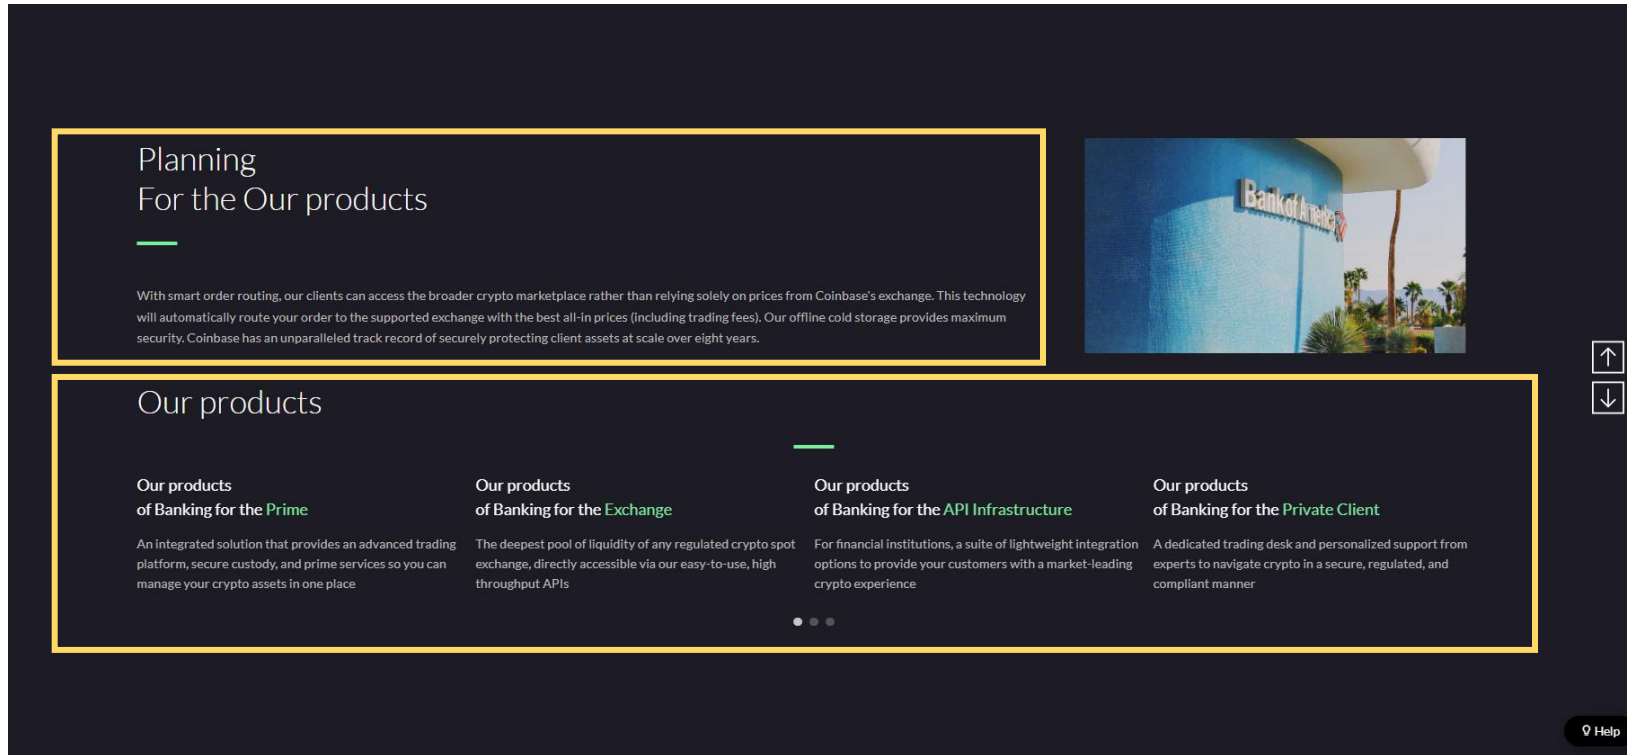 Planning
For the Our products
With smart order routing, our clients can access the broader crypto marketplace rather than relying solely on prices from Coinbase's exchange. This technology
will automatically route your order to the supported exchange with the best all-in prices (including trading fees). Our offline cold storage provides maximum
security. Coinbase has an unparalleled track record of securely protecting client assets at scale over eight years.
Bank of America
Our products
Our products
of Banking for the Prime
An integrated solution that provides an advanced trading
platform, secure custody, and prime services so you can
manage your crypto assets in one place
Our products
of Banking for the Exchange
The deepest pool of liquidity of any regulated crypto spot
exchange, directly accessible via our easy-to-use, high
throughput APIs
Our products
of Banking for the API Infrastructure
For financial institutions, a suite of lightweight integration
options to provide your customers with a market-leading
crypto experience
Our products
of Banking for the Private Client
A dedicated trading desk and personalized support from
experts to navigate crypto in a secure, regulated, and
compliant manner
Help